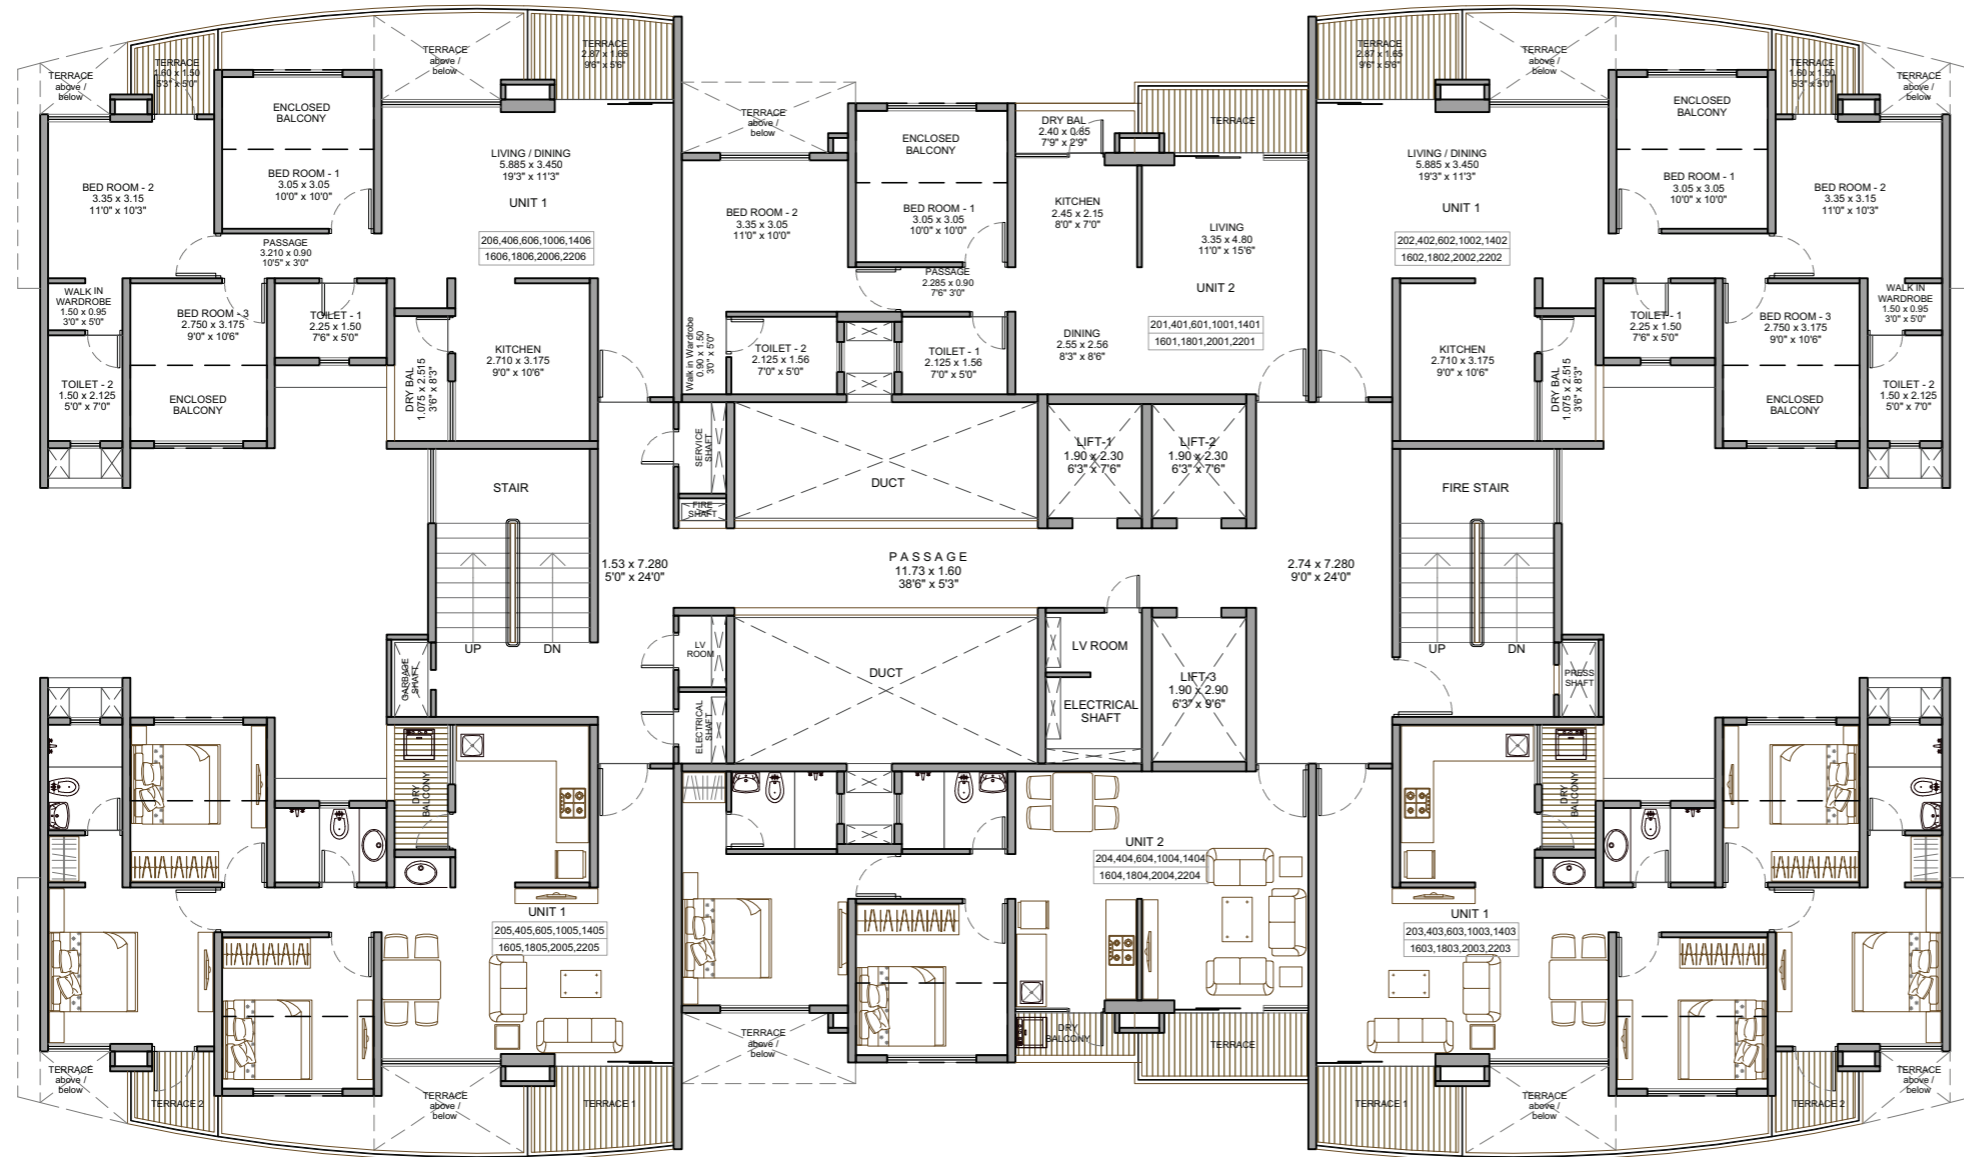 TERRACE
above /
below
TERRACE
1.60 x 1.50
5'3" x 5'0"
ENCLOSED
BALCONY
TERRACE
above /
below
TERRACE
2.87 x 1.65
9'6" x 5'6"
BED ROOM - 2
3.35 x 3.15
11'0" x 10'3"
BED ROOM - 1
3.05 x 3.05
10'0" x 10'0"
LIVING / DINING
5.885 x 3.450
19'3" x 11'3"
UNIT 1
206,406,606,1006,1406
1606,1806,2006,2206
PASSAGE
3.210 x 0.90
10'5" x 3'0"
WALK IN
WARDROBE
1.50 x 0.95
3'0" x 5'0"
BED ROOM - 3
2.750 x 3.175
9'0" x 10'6"
TOILET - 1
2.25 x 1.50
7'6" x 5'0"
TOILET - 2
1.50 x 2.125
5'0" x 7'0"
ENCLOSED
BALCONY
DRY BAL
1.075 x 2.515
3'6" x 8'3"
KITCHEN
2.710 x 3.175
9'0" x 10'6"
TERRACE
above /
below
ENCLOSED
BALCONY
DRY BAL
2.40 x 0.85
7'9" x 2'9"
TERRACE
BED ROOM - 2
3.35 x 3.05
11'0" x 10'0"
BED ROOM - 1
3.05 x 3.05
10'0" x 10'0"
KITCHEN
2.45 x 2.15
8'0" x 7'0"
LIVING
3.35 x 4.80
11'0" x 15'6"
PASSAGE
2.285 x 0.90
7'6" 3'0"
UNIT 2
201,401,601,1001,1401
1601,1801,2001,2201
Walk in Wardrobe
0.90 x 1.50
3'0" x 5'0"
TOILET - 2
2.125 x 1.56
7'0" x 5'0"
TOILET - 1
2.125 x 1.56
7'0" x 5'0"
DINING
2.55 x 2.56
8'3" x 8'6"
TERRACE
2.87 x 1.65
9'6" x 5'6"
TERRACE
above /
below
ENCLOSED
BALCONY
TERRACE
1.60 x 1.50
5'3" x 5'0"
TERRACE
above /
below
LIVING / DINING
5.885 x 3.450
19'3" x 11'3"
UNIT 1
202,402,602,1002,1402
1602,1802,2002,2202
BED ROOM - 1
3.05 x 3.05
10'0" x 10'0"
BED ROOM - 2
3.35 x 3.15
11'0" x 10'3"
KITCHEN
2.710 x 3.175
9'0" x 10'6"
DRY BAL
1.075 x 2.515
3'6" x 8'3"
TOILET - 1
2.25 x 1.50
7'6" x 5'0"
BED ROOM - 3
2.750 x 3.175
9'0" x 10'6"
WALK IN
WARDROBE
1.50 x 0.95
3'0" x 5'0"
ENCLOSED
BALCONY
TOILET - 2
1.50 x 2.125
5'0" x 7'0"
STAIR
UP
DN
1.53 x 7.280
5'0" x 24'0"
SERVICE
SHAFT
FIRE
SHAFT
DUCT
LIFT-1
1.90 x 2.30
6'3" x 7'6"
LIFT-2
1.90 x 2.30
6'3" x 7'6"
PASSAGE
11.73 x 1.60
38'6" x 5'3"
2.74 x 7.280
9'0" x 24'0"
FIRE STAIR
UP
DN
GARBAGE
SHAFT
LV
ROOM
ELECTRICAL
SHAFT
DUCT
LV ROOM
ELECTRICAL
SHAFT
LIFT-3
1.90 x 2.90
6'3" x 9'6"
PRESS
SHAFT
DRY
BALCONY
UNIT 1
205,405,605,1005,1405
1605,1805,2005,2205
TERRACE
above /
below
TERRACE 2
TERRACE
above /
below
TERRACE 1
UNIT 2
204,404,604,1004,1404
1604,1804,2004,2204
TERRACE
above /
below
DRY
BALCONY
TERRACE
DRY
BALCONY
UNIT 1
203,403,603,1003,1403
1603,1803,2003,2203
TERRACE 1
TERRACE
above /
below
TERRACE 2
TERRACE
above /
below